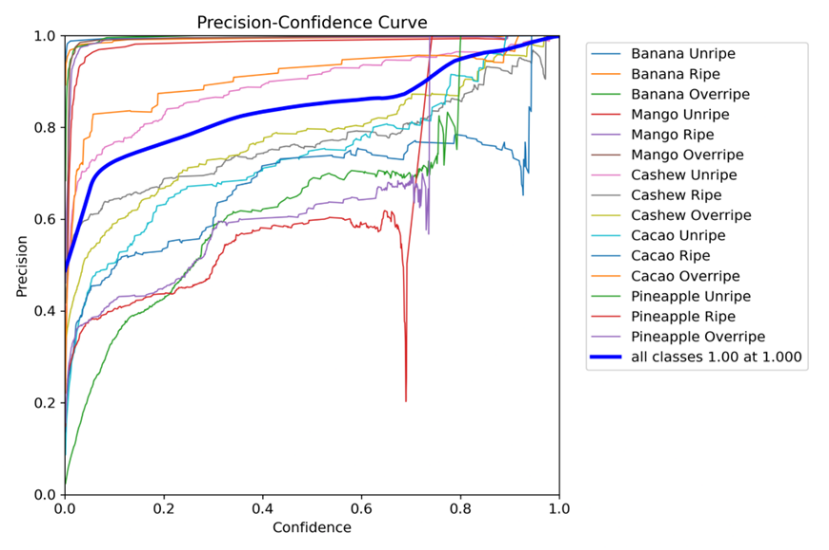 Precision-Confidence Curve
1.0
0.8
0.6
0.4
0.2
0.0
Precision
0.0 0.2 0.4 0.6 0.8 1.0
Confidence
Banana Unripe
Banana Ripe
Banana Overripe
Mango Unripe
Mango Ripe
Mango Overripe
Cashew Unripe
Cashew Ripe
Cashew Overripe
Cacao Unripe
Cacao Ripe
Cacao Overripe
Pineapple Unripe
Pineapple Ripe
Pineapple Overripe
all classes 1.00 at 1.000